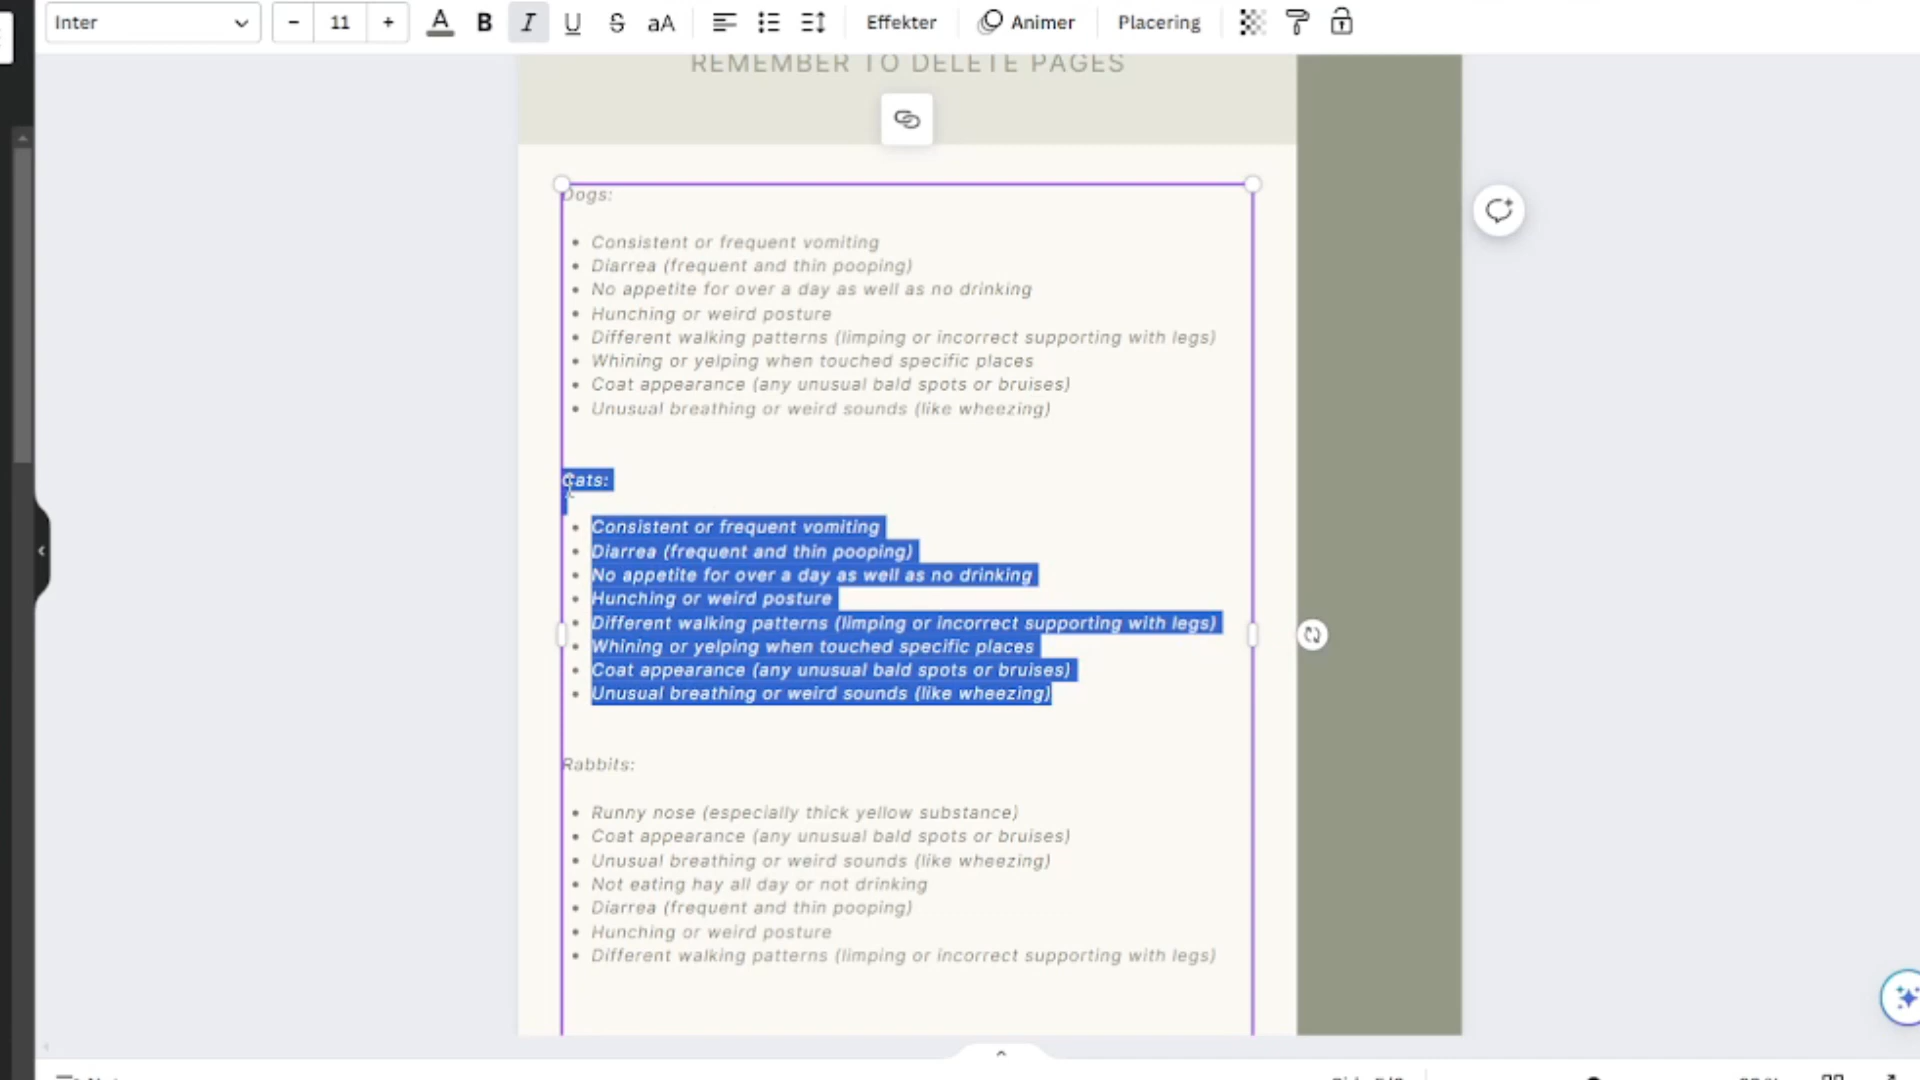 Inter
11
A
B
I
U
S
aA
Effekter
Animer
Placering
REMEMBER TO DELETE PAGES
Dogs:
Consistent or frequent vomiting
Diarrea (frequent and thin pooping)
No appetite for over a day as well as no drinking
Hunching or weird posture
Different walking patterns (limping or incorrect supporting with legs)
Whining or yelping when touched specific places
Coat appearance (any unusual bald spots or bruises)
Unusual breathing or weird sounds (like wheezing)
Cats:
Consistent or frequent vomiting
Diarrea (frequent and thin pooping)
No appetite for over a day as well as no drinking
Hunching or weird posture
Different walking patterns (limping or incorrect supporting with legs)
Whining or yelping when touched specific places
Coat appearance (any unusual bald spots or bruises)
Unusual breathing or weird sounds (like wheezing)
Rabbits:
Runny nose (especially thick yellow substance)
Coat appearance (any unusual bald spots or bruises)
Unusual breathing or weird sounds (like wheezing)
Not eating hay all day or not drinking
Diarrea (frequent and thin pooping)
Hunching or weird posture
Different walking patterns (limping or incorrect supporting with legs)